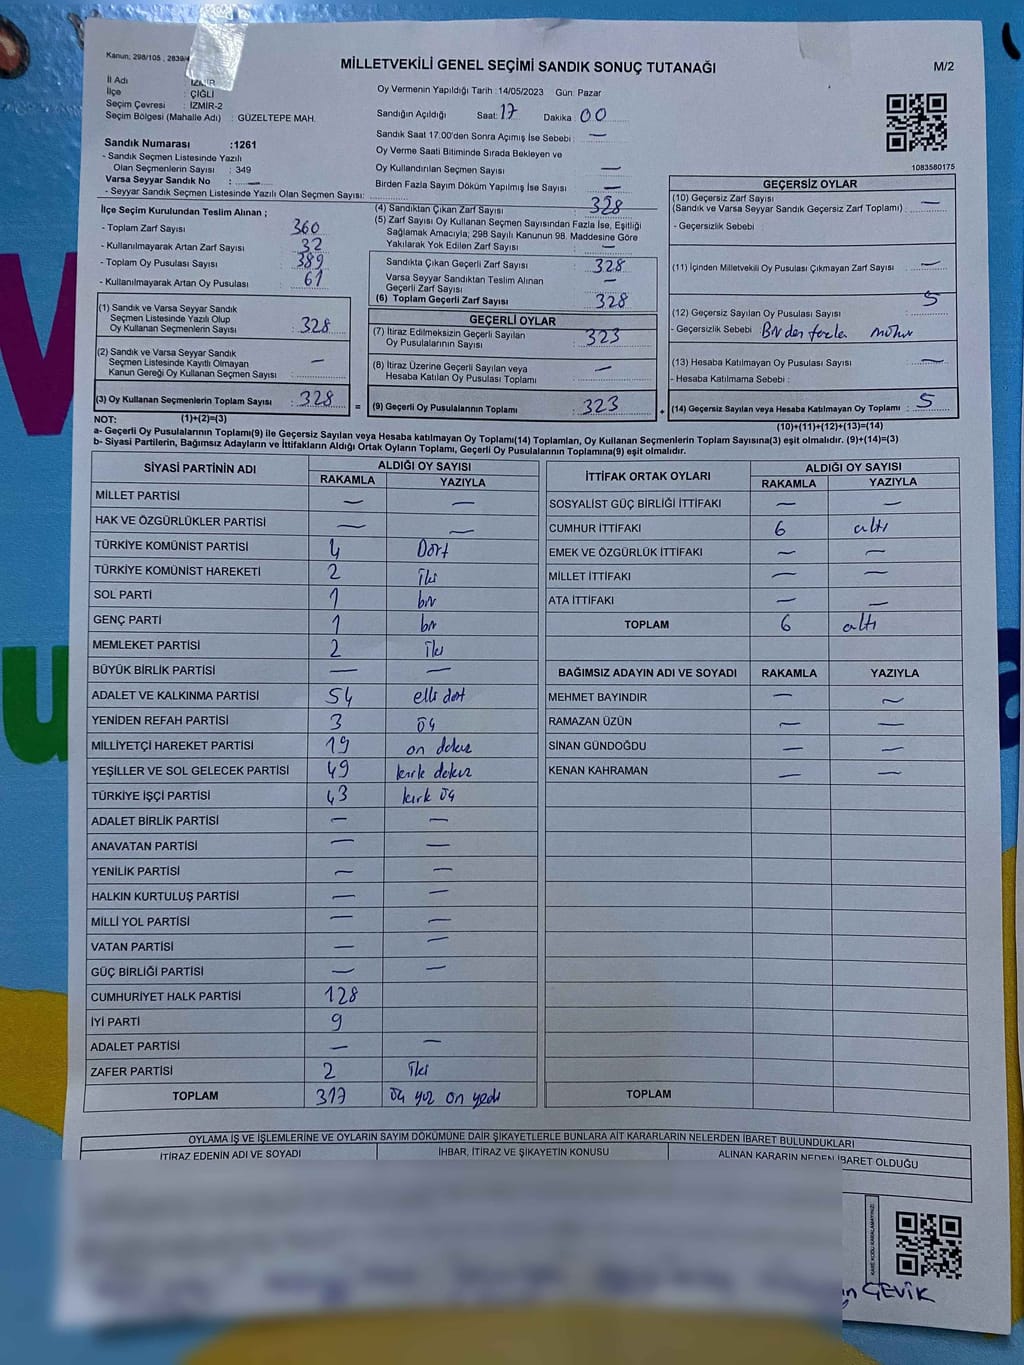 Kanun; 298/105 , 2839/4
MİLLETVEKİLİ GENEL SEÇİMİ SANDIK SONUÇ TUTANAĞI
M/2
İl Adı : İZMİR
İlçe : ÇİĞLİ
Seçim Çevresi : İZMİR-2
Seçim Bölgesi (Mahalle Adı) : GÜZELTEPE MAH.
Oy Vermenin Yapıldığı Tarih :14/05/2023 Gün: Pazar
Sandığın Açıldığı Saat: 17 Dakika 00
Sandık Saat 17:00'den Sonra Açımış İse Sebebi : —
Oy Verme Saati Bitiminde Sırada Bekleyen ve
Oy Kullandırılan Seçmen Sayısı —
Birden Fazla Sayım Döküm Yapılmış İse Sayısı —
1083580175
Sandık Numarası :1261
- Sandık Seçmen Listesinde Yazılı
Olan Seçmenlerin Sayısı : 349
Varsa Seyyar Sandık No : —
- Seyyar Sandık Seçmen Listesinde Yazılı Olan Seçmen Sayısı:
İlçe Seçim Kurulundan Teslim Alınan ;
- Toplam Zarf Sayısı 360
- Kullanılmayarak Artan Zarf Sayısı 32
- Toplam Oy Pusulası Sayısı 389
- Kullanılmayarak Artan Oy Pusulası 61
(1) Sandık ve Varsa Seyyar Sandık
Seçmen Listesinde Yazılı Olup
Oy Kullanan Seçmenlerin Sayısı : 328
(2) Sandık ve Varsa Seyyar Sandık
Seçmen Listesinde Kayıtlı Olmayan
Kanun Gereği Oy Kullanan Seçmen Sayısı : —
(3) Oy Kullanan Seçmenlerin Toplam Sayısı : 328
(4) Sandıktan Çıkan Zarf Sayısı 328
(5) Zarf Sayısı Oy Kullanan Seçmen Sayısından Fazla İse, Eşitliği
Sağlamak Amacıyla; 298 Sayılı Kanunun 98. Maddesine Göre
Yakılarak Yok Edilen Zarf Sayısı : —
Sandıkta Çıkan Geçerli Zarf Sayısı : 328
Varsa Seyyar Sandıktan Teslim Alınan
Geçerli Zarf Sayısı : —
(6) Toplam Geçerli Zarf Sayısı : 328
GEÇERLİ OYLAR
(7) İtiraz Edilmeksizin Geçerli Sayılan
Oy Pusulalarının Sayısı : 323
(8) İtiraz Üzerine Geçerli Sayılan veya
Hesaba Katılan Oy Pusulası Toplamı : —
(9) Geçerli Oy Pusulalarının Toplamı : 323
GEÇERSİZ OYLAR
(10) Geçersiz Zarf Sayısı
(Sandık ve Varsa Seyyar Sandık Geçersiz Zarf Toplamı) : —
- Geçersizlik Sebebi :
(11) İçinden Milletvekili Oy Pusulası Çıkmayan Zarf Sayısı : —
(12) Geçersiz Sayılan Oy Pusulası Sayısı : 5
- Geçersizlik Sebebi : Birden fazla mühür
(13) Hesaba Katılmayan Oy Pusulası Sayısı : —
- Hesaba Katılmama Sebebi :
(14) Geçersiz Sayılan veya Hesaba Katılmayan Oy Toplamı : 5
NOT: (1)+(2)=(3)
(10)+(11)+(12)+(13)=(14)
a- Geçerli Oy Pusulalarının Toplamı(9) ile Geçersiz Sayılan veya Hesaba katılmayan Oy Toplamı(14) Toplamları, Oy Kullanan Seçmenlerin Toplam Sayısına(3) eşit olmalıdır. (9)+(14)=(3)
b- Siyasi Partilerin, Bağımsız Adayların ve İttifakların Aldığı Ortak Oyların Toplamı, Geçerli Oy Pusulalarının Toplamına(9) eşit olmalıdır.
SİYASİ PARTİNİN ADI ALDIĞI OY SAYISI
RAKAMLA YAZIYLA
MİLLET PARTİSİ — —
HAK VE ÖZGÜRLÜKLER PARTİSİ — —
TÜRKİYE KOMÜNİST PARTİSİ 4 Dört
TÜRKİYE KOMÜNİST HAREKETİ 2 iki
SOL PARTİ 1 bir
GENÇ PARTİ 1 bir
MEMLEKET PARTİSİ 2 iki
BÜYÜK BİRLİK PARTİSİ — —
ADALET VE KALKINMA PARTİSİ 54 elli dört
YENİDEN REFAH PARTİSİ 3 üç
MİLLİYETÇİ HAREKET PARTİSİ 19 on dokuz
YEŞİLLER VE SOL GELECEK PARTİSİ 49 kırk dokuz
TÜRKİYE İŞÇİ PARTİSİ 43 kırk üç
ADALET BİRLİK PARTİSİ — —
ANAVATAN PARTİSİ — —
YENİLİK PARTİSİ — —
HALKIN KURTULUŞ PARTİSİ — —
MİLLİ YOL PARTİSİ — —
VATAN PARTİSİ — —
GÜÇ BİRLİĞİ PARTİSİ — —
CUMHURİYET HALK PARTİSİ 128
İYİ PARTİ 9
ADALET PARTİSİ — —
ZAFER PARTİSİ 2 iki
TOPLAM 317 üç yüz on yedi
İTTİFAK ORTAK OYLARI ALDIĞI OY SAYISI
RAKAMLA YAZIYLA
SOSYALİST GÜÇ BİRLİĞİ İTTİFAKI — —
CUMHUR İTTİFAKI 6 altı
EMEK VE ÖZGÜRLÜK İTTİFAKI — —
MİLLET İTTİFAKI — —
ATA İTTİFAKI — —
TOPLAM 6 altı
BAĞIMSIZ ADAYIN ADI VE SOYADI RAKAMLA YAZIYLA
MEHMET BAYINDIR — —
RAMAZAN ÜZÜN — —
SİNAN GÜNDOĞDU — —
KENAN KAHRAMAN — —
TOPLAM
OYLAMA İŞ VE İŞLEMLERİNE VE OYLARIN SAYIM DÖKÜMÜNE DAİR ŞİKAYETLERLE BUNLARA AİT KARARLARIN NELERDEN İBARET BULUNDUKLARI
İTİRAZ EDENİN ADI VE SOYADI İHBAR, İTİRAZ VE ŞİKAYETİN KONUSU ALINAN KARARIN NEDEN İBARET OLDUĞU
KARE KODU KARALAMAYINIZ!
ÇEVİK